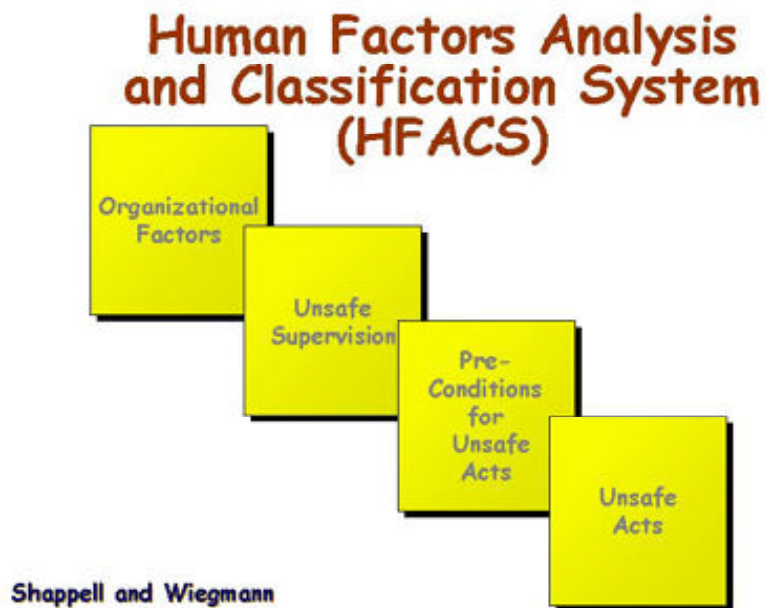 Human Factors Analysis
and Classification System
(HFACS)
Organizational
Factors
Unsafe
Supervision
Pre-
Conditions
for
Unsafe
Acts
Unsafe
Acts
Shappell and Wiegmann